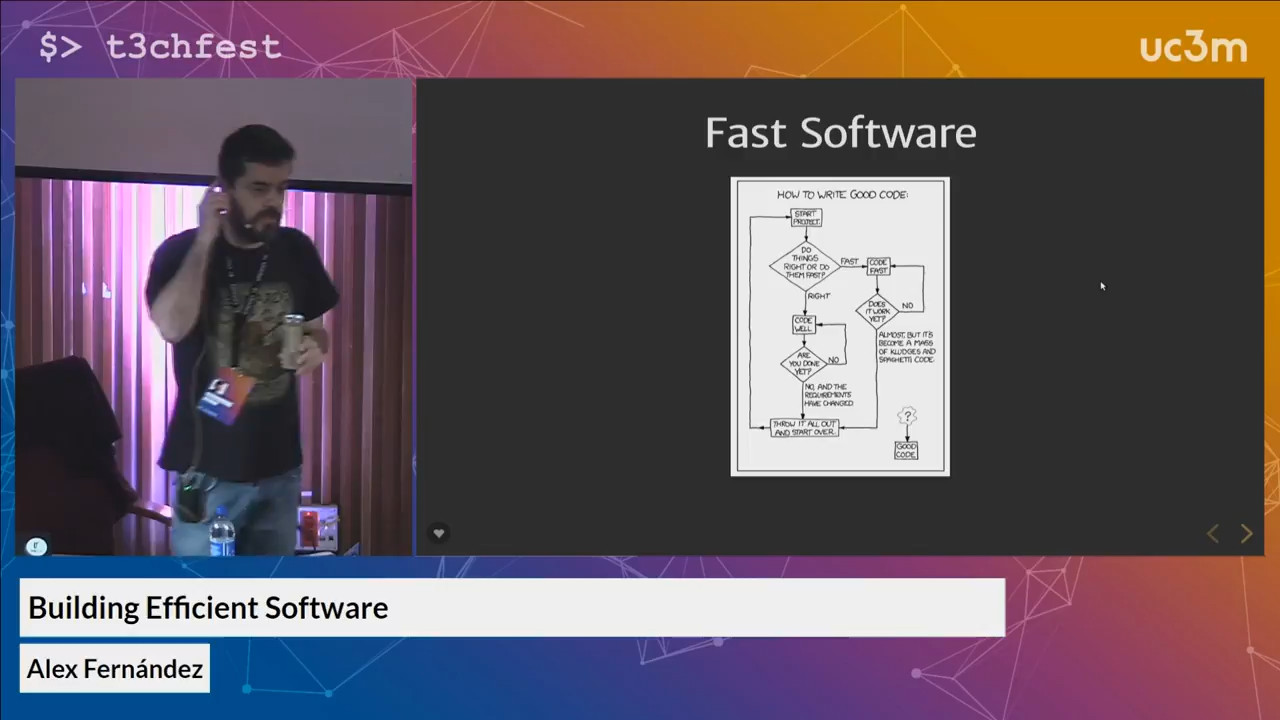 $> t3chfest
uc3m
Fast Software
HOW TO WRITE GOOD CODE:
START
PROJECT.
DO
THINGS
RIGHT OR DO
THEM FAST?
FAST
CODE
FAST
RIGHT
DOES
IT WORK
YET?
NO
CODE
WELL
ALMOST, BUT IT'S
BECOME A MASS
OF KLUDGES AND
SPAGHETTI CODE.
ARE
YOU DONE
YET?
NO
NO, AND THE
REQUIREMENTS
HAVE CHANGED.
THROW IT ALL OUT
AND START OVER.
?
GOOD
CODE
Building Efficient Software
Alex Fernández